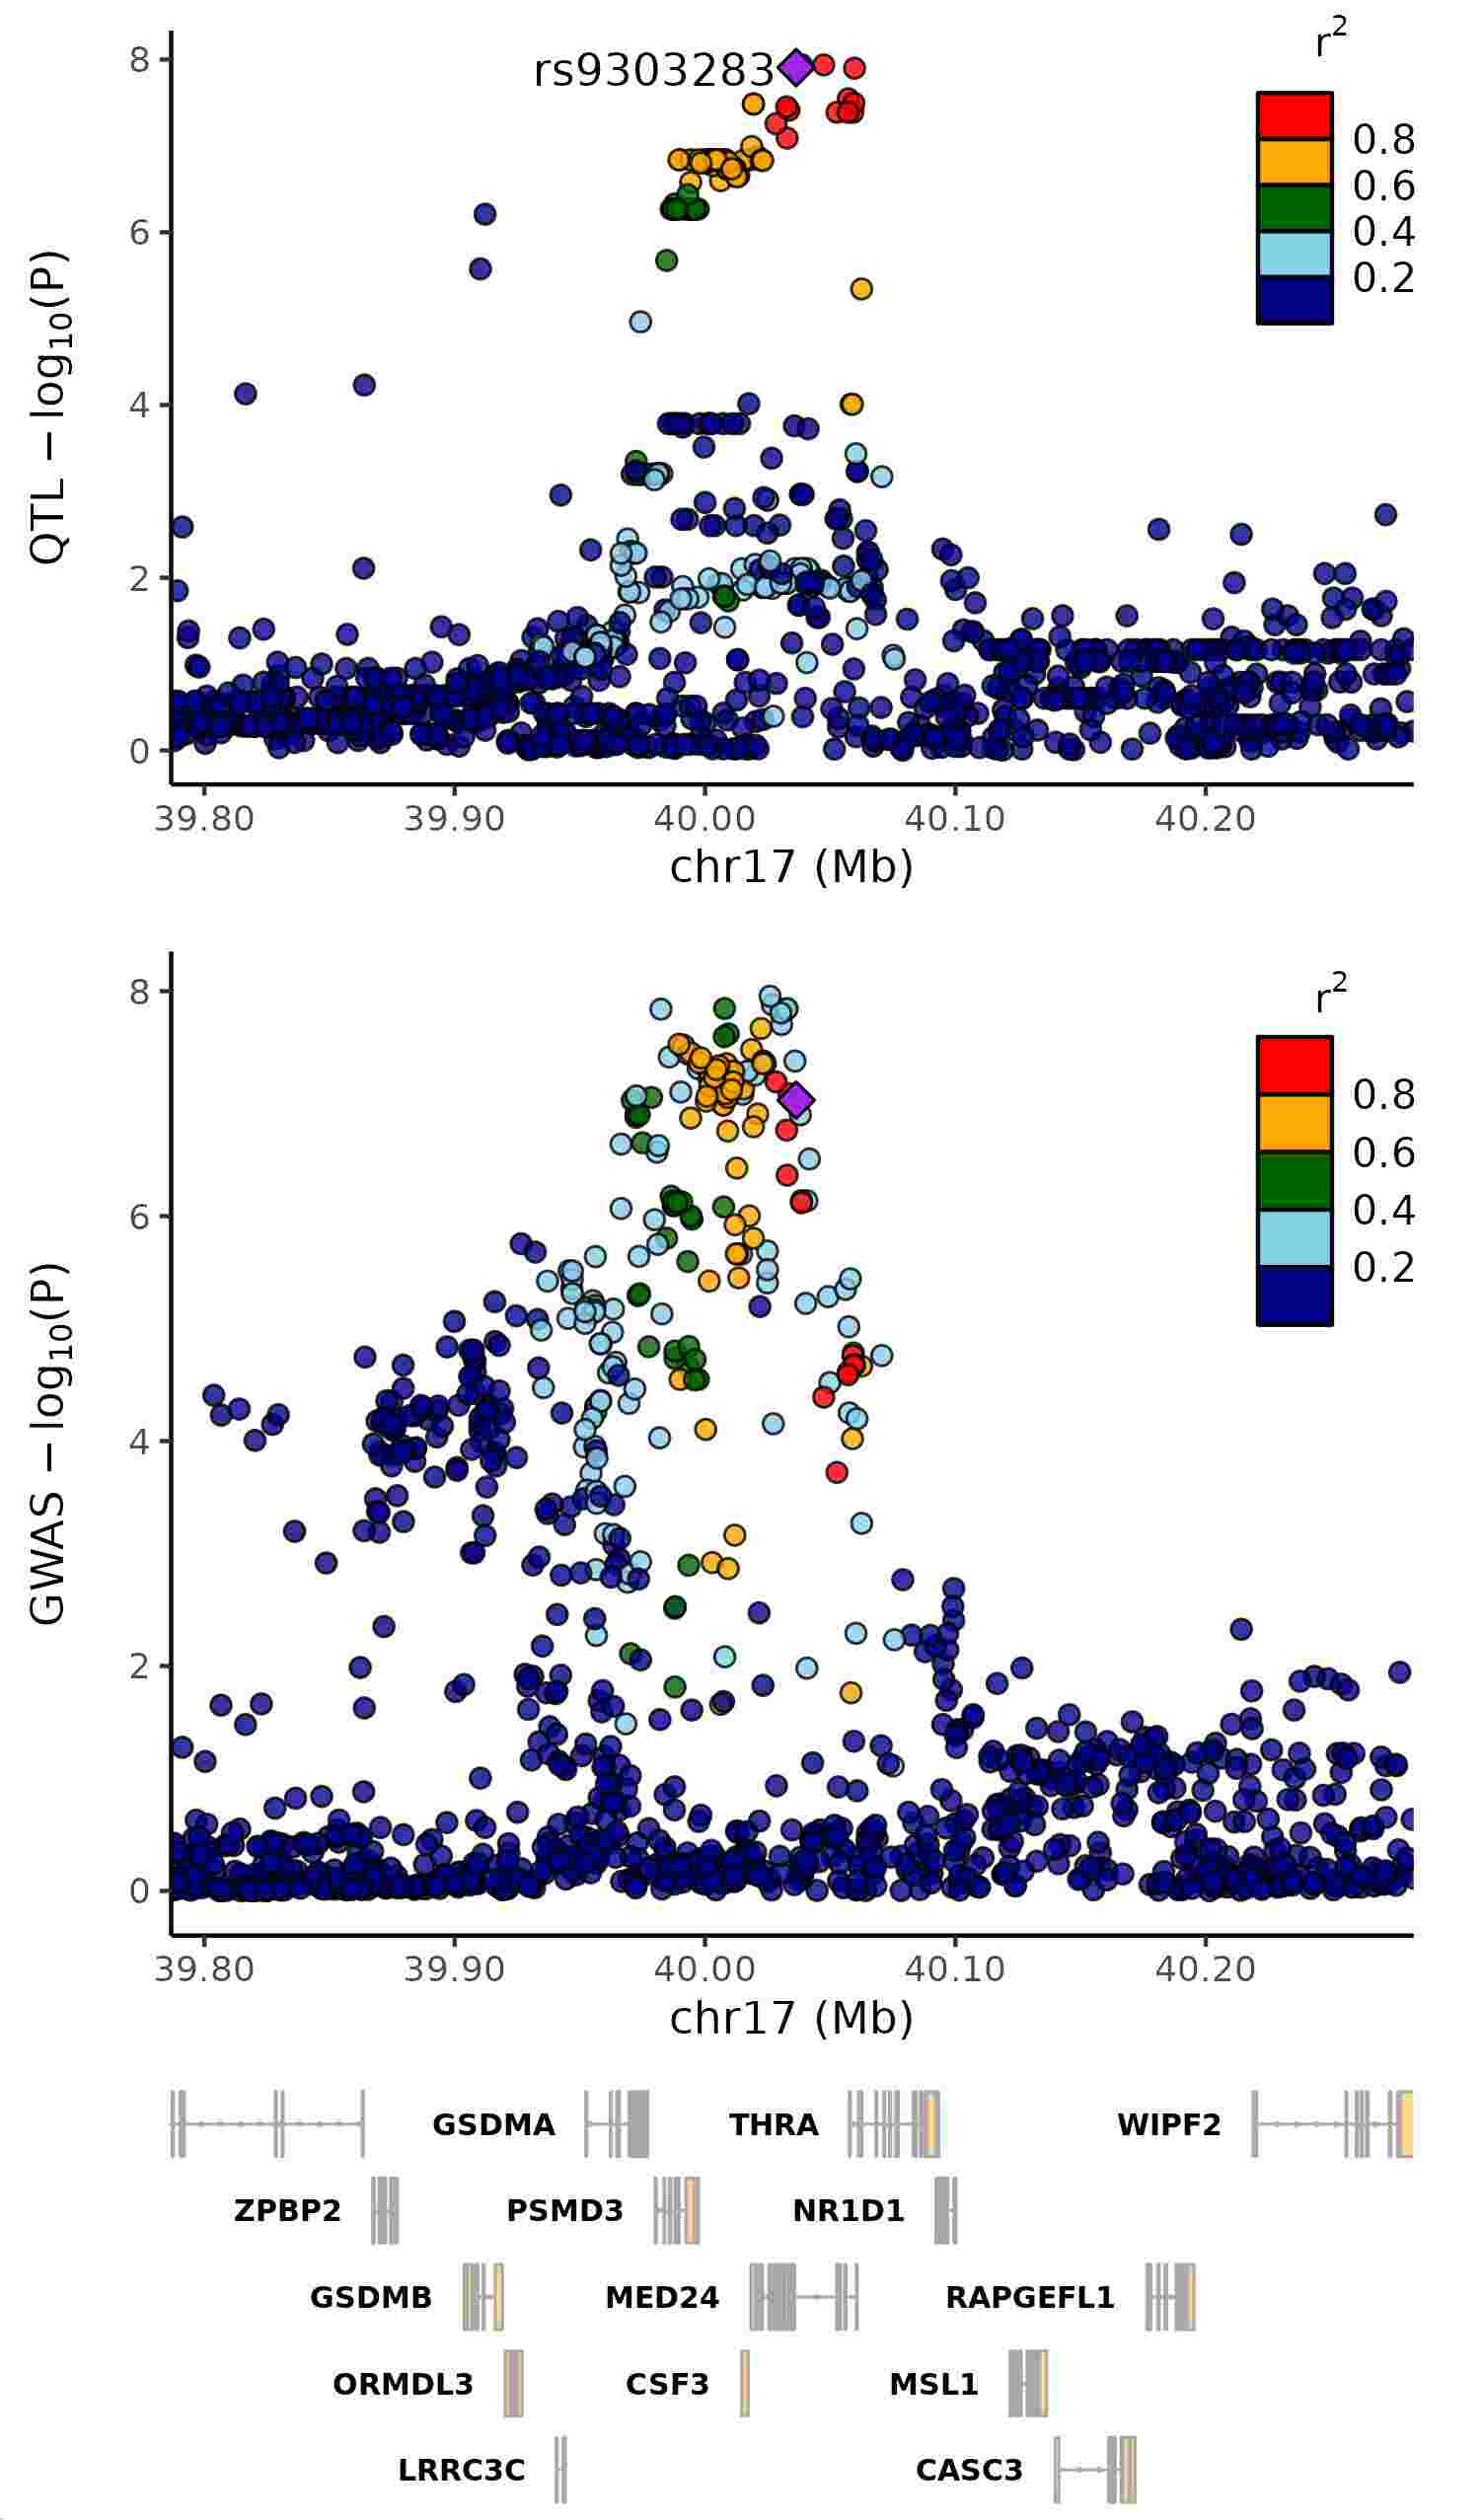 r²
8
rs9303283
0.8
0.6
0.4
0.2
6
4
2
0
QTL − log₁₀(P)
39.80 39.90 40.00 40.10 40.20
chr17 (Mb)
r²
8
0.8
0.6
0.4
0.2
6
4
2
0
GWAS − log₁₀(P)
39.80 39.90 40.00 40.10 40.20
chr17 (Mb)
GSDMA THRA WIPF2
ZPBP2 PSMD3 NR1D1
GSDMB MED24 RAPGEFL1
ORMDL3 CSF3 MSL1
LRRC3C CASC3